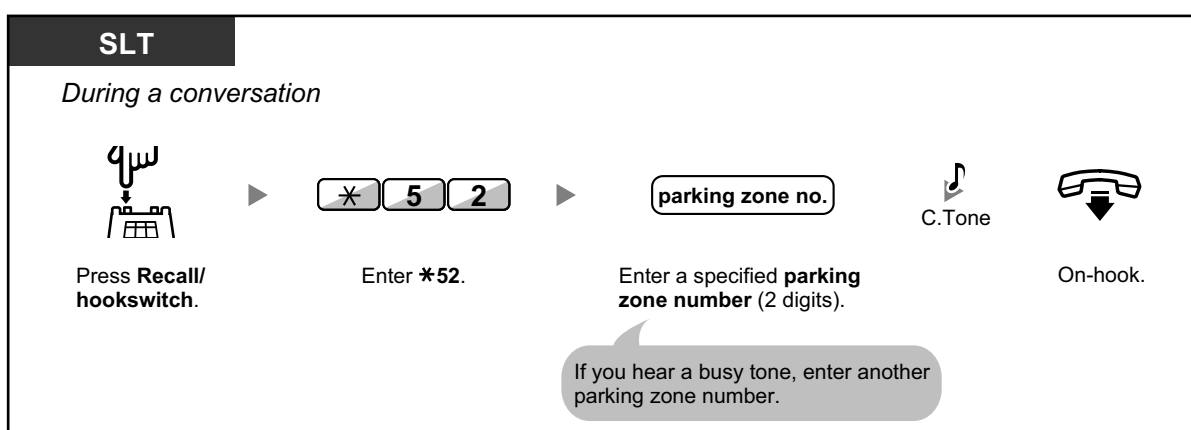 SLT
During a conversation
✱ 5 2
parking zone no.
C.Tone
Press Recall/
hookswitch.
Enter ✱52.
Enter a specified parking
zone number (2 digits).
On-hook.
If you hear a busy tone, enter another
parking zone number.